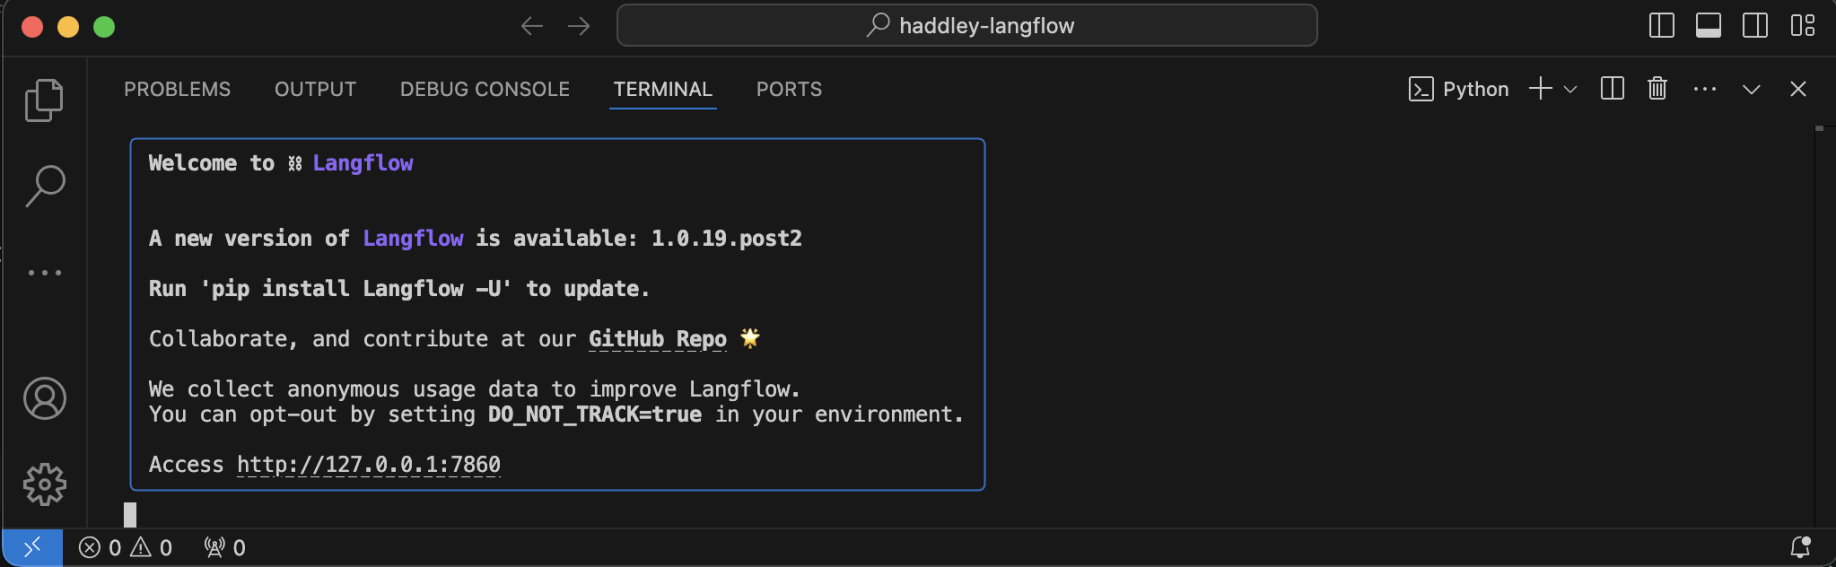 haddley-langflow
PROBLEMS OUTPUT DEBUG CONSOLE TERMINAL PORTS Python
Welcome to ⛓ Langflow
A new version of Langflow is available: 1.0.19.post2
Run 'pip install Langflow -U' to update.
Collaborate, and contribute at our GitHub Repo 🌟
We collect anonymous usage data to improve Langflow.
You can opt-out by setting DO_NOT_TRACK=true in your environment.
Access http://127.0.0.1:7860
0 0 0